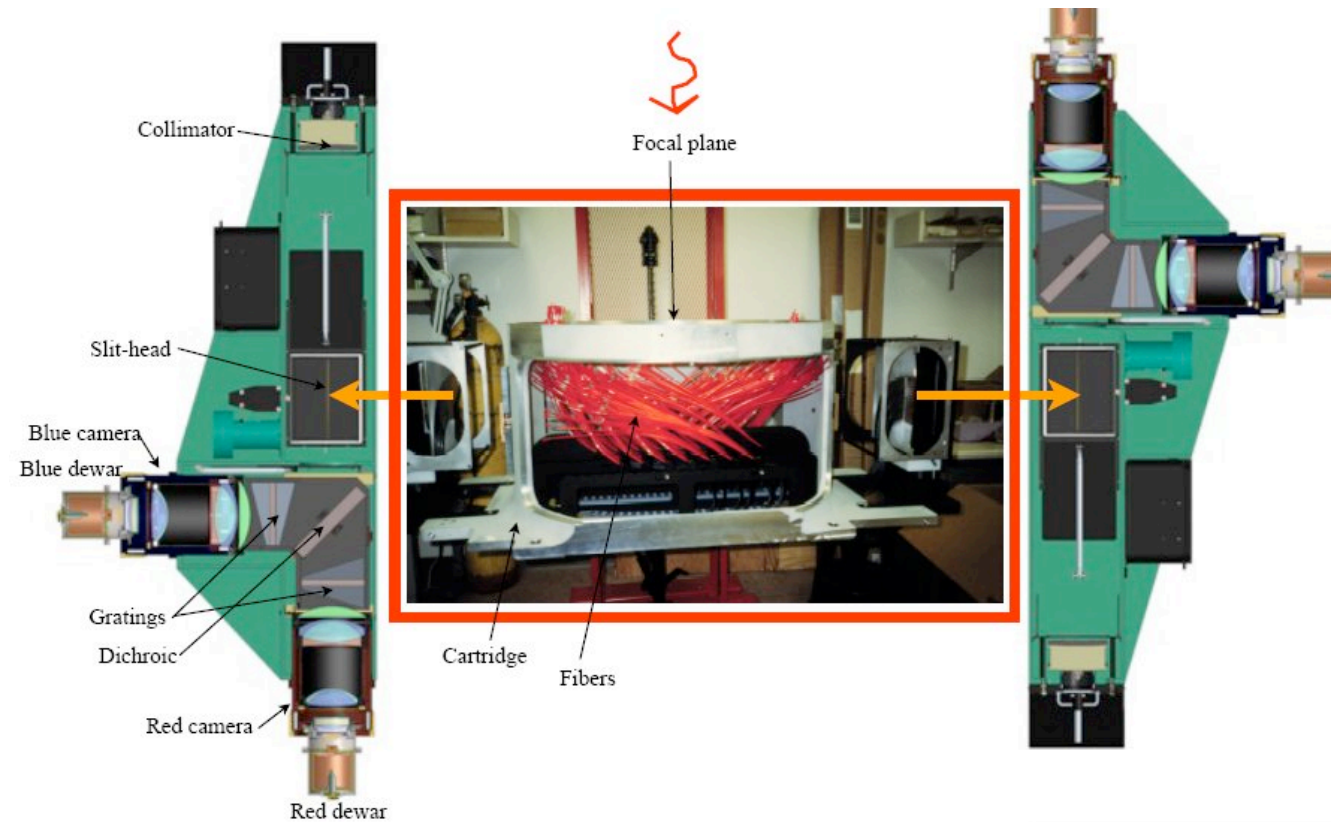 Collimator
Focal plane
Slit-head
Blue camera
Blue dewar
Gratings
Dichroic
Cartridge
Fibers
Red camera
Red dewar